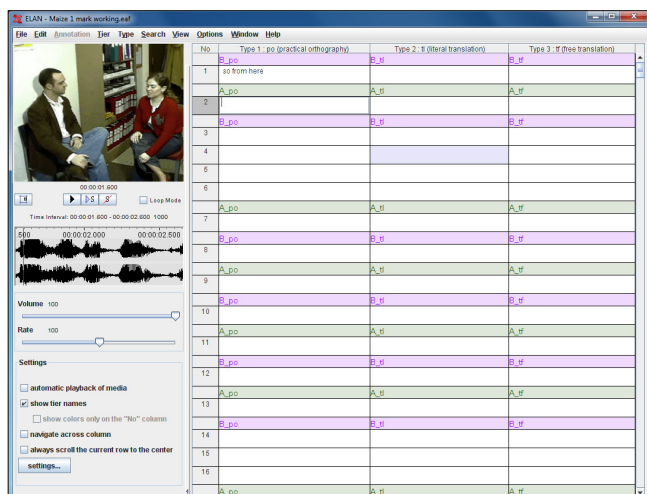 ELAN - Maize 1 mark working.eaf
File Edit Annotation Tier Type Search View Options Window Help
No Type 1 : po (practical orthography) Type 2 : tl (literal translation) Type 3 : tf (free translation)
B_po B_tl B_tf
1 so from here
A_po A_tl A_tf
2
B_po B_tl B_tf
3
4
5
6
A_po A_tl A_tf
7
B_po B_tl B_tf
8
A_po A_tl A_tf
9
B_po B_tl B_tf
10
A_po A_tl A_tf
11
B_po B_tl B_tf
12
A_po A_tl A_tf
13
B_po B_tl B_tf
14
15
16
A_po A_tl A_tf
00:00:01.600
S S Loop Mode
Time Interval: 00:00:01.600 - 00:00:02.600 1000
500 00:00:02.000 00:00:02.500
Volume 100
Rate 100
Settings
automatic playback of media
show tier names
show colors only on the "No" column
navigate across column
always scroll the current row to the center
settings...